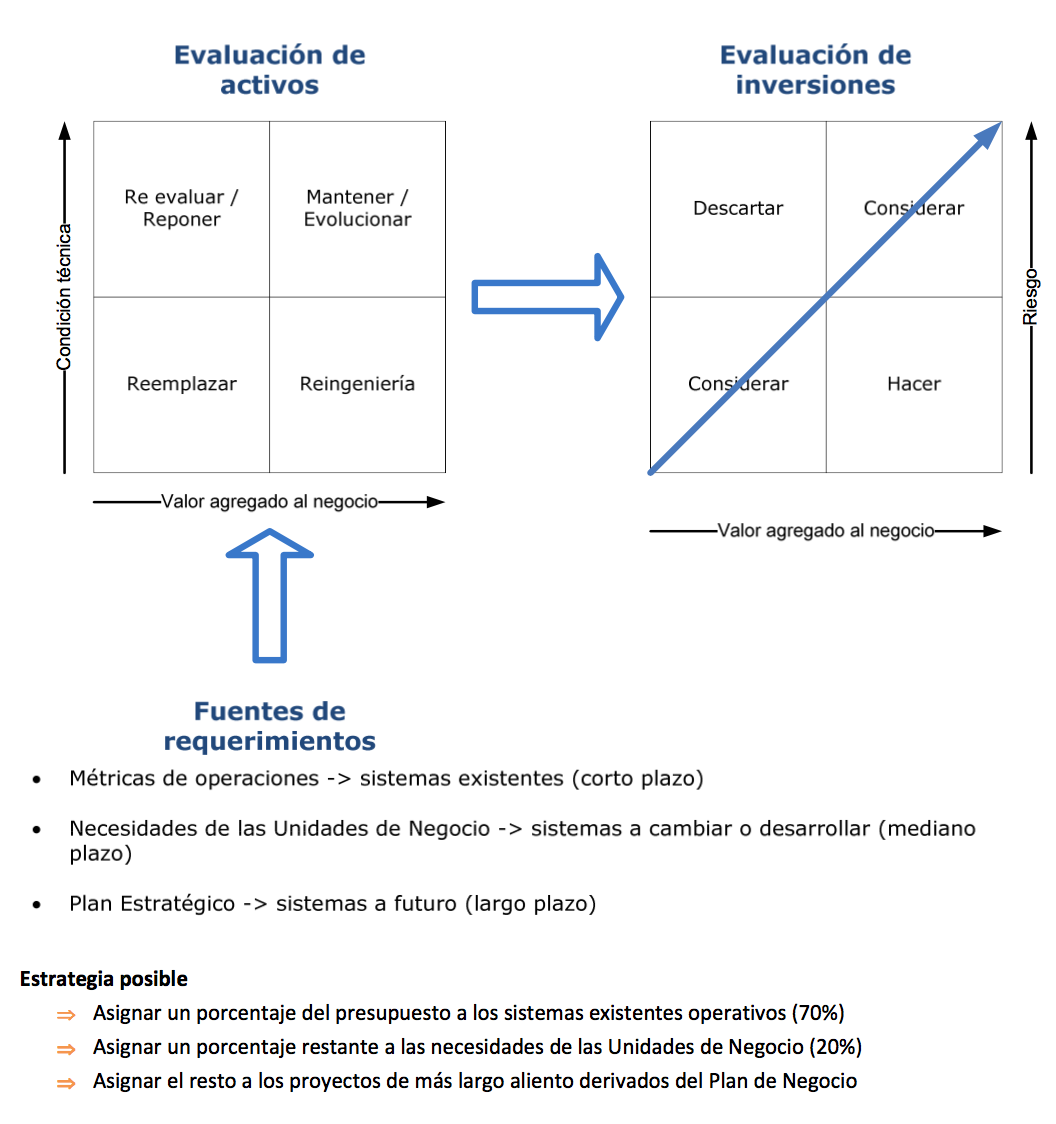 Evaluación de
activos
Evaluación de
inversiones
Condición técnica
Re evaluar /
Reponer
Mantener /
Evolucionar
Reemplazar
Reingeniería
Valor agregado al negocio
Descartar
Considerar
Considerar
Hacer
Riesgo
Valor agregado al negocio
Fuentes de
requerimientos
• Métricas de operaciones -> sistemas existentes (corto plazo)
• Necesidades de las Unidades de Negocio -> sistemas a cambiar o desarrollar (mediano
plazo)
• Plan Estratégico -> sistemas a futuro (largo plazo)
Estrategia posible
⇒ Asignar un porcentaje del presupuesto a los sistemas existentes operativos (70%)
⇒ Asignar un porcentaje restante a las necesidades de las Unidades de Negocio (20%)
⇒ Asignar el resto a los proyectos de más largo aliento derivados del Plan de Negocio